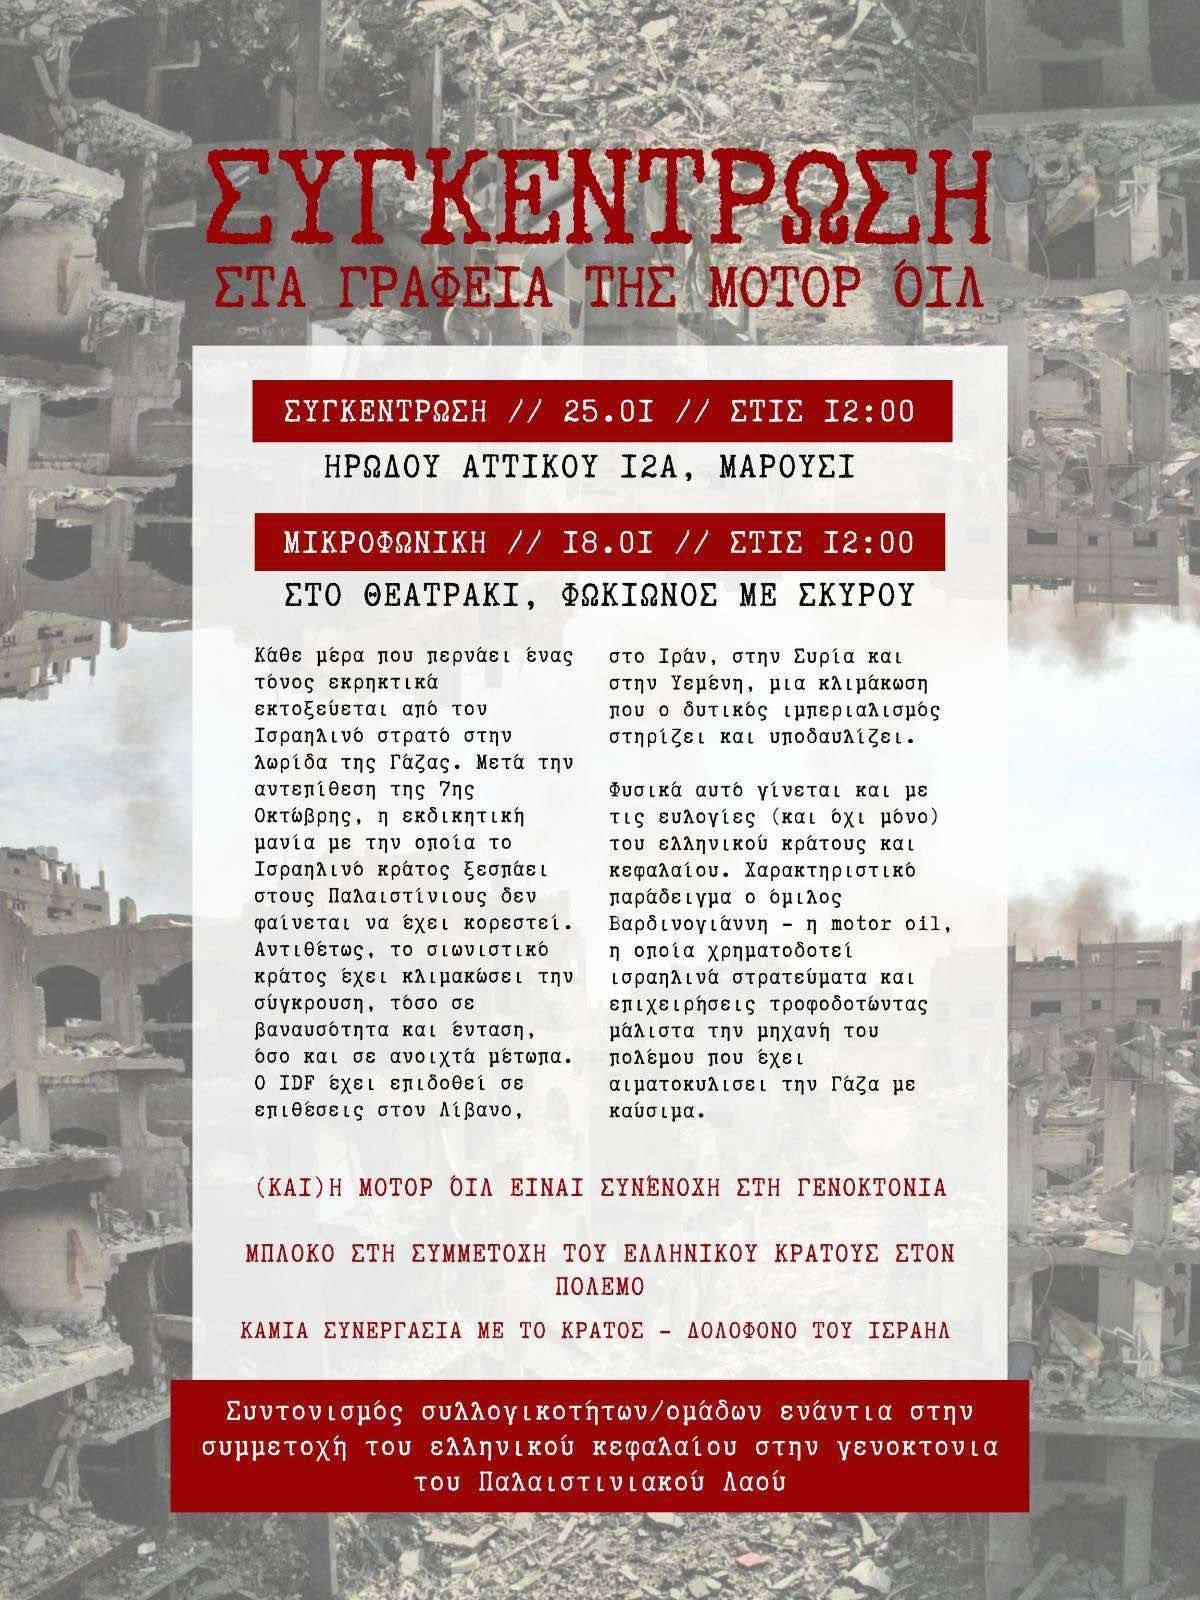 ΣΥΓΚΕΝΤΡΩΣΗ
ΣΤΑ ΓΡΑΦΕΙΑ ΤΗΣ ΜΟΤΟΡ ΌΙΛ
ΣΥΓΚΕΝΤΡΩΣΗ // 25.01 // ΣΤΙΣ 12:00
ΗΡΩΔΟΥ ΑΤΤΙΚΟΥ 12Α, ΜΑΡΟΥΣΙ
ΜΙΚΡΟΦΩΝΙΚΗ // 18.01 // ΣΤΙΣ 12:00
ΣΤΟ ΘΕΑΤΡΑΚΙ, ΦΩΚΙΩΝΟΣ ΜΕ ΣΚΥΡΟΥ
Κάθε μέρα που περνάει ένας
τόνος εκρηκτικά
εκτοξεύεται από τον
Ισραηλινό στρατό στην
Λωρίδα της Γάζας. Μετά την
αντεπίθεση της 7ης
Οκτώβρης, η εκδικητική
μανία με την οποία το
Ισραηλινό κράτος ξεσπάει
στους Παλαιστίνιους δεν
φαίνεται να έχει κορεστεί.
Αντιθέτως, το σιωνιστικό
κράτος έχει κλιμακώσει την
σύγκρουση, τόσο σε
βαναυσότητα και ένταση,
όσο και σε ανοιχτά μέτωπα.
Ο IDF έχει επιδοθεί σε
επιθέσεις στον Λίβανο,
στο Ιράν, στην Συρία και
στην Υεμένη, μια κλιμάκωση
που ο δυτικός ιμπεριαλισμός
στηρίζει και υποδαυλίζει.
Φυσικά αυτό γίνεται και με
τις ευλογίες (και όχι μόνο)
του ελληνικού κράτους και
κεφαλαίου. Χαρακτηριστικό
παράδειγμα ο όμιλος
Βαρδινογιάννη - η motor oil,
η οποία χρηματοδοτεί
ισραηλινά στρατεύματα και
επιχειρήσεις τροφοδοτώντας
μάλιστα την μηχανή του
πολέμου που έχει
αιματοκυλισει την Γάζα με
καύσιμα.
(ΚΑΙ)Η ΜΟΤΟΡ ΌΙΛ ΕΙΝΑΙ ΣΥΝΈΝΟΧΗ ΣΤΗ ΓΕΝΟΚΤΟΝΙΑ
ΜΠΛΟΚΟ ΣΤΗ ΣΥΜΜΕΤΟΧΗ ΤΟΥ ΕΛΛΗΝΙΚΟΥ ΚΡΑΤΟΥΣ ΣΤΟΝ
ΠΟΛΕΜΟ
ΚΑΜΙΑ ΣΥΝΕΡΓΑΣΙΑ ΜΕ ΤΟ ΚΡΑΤΟΣ - ΔΟΛΟΦΟΝΟ ΤΟΥ ΙΣΡΑΗΛ
Συντονισμός συλλογικοτήτων/ομάδων ενάντια στην
συμμετοχή του ελληνικού κεφαλαίου στην γενοκτονια
του Παλαιστινιακού Λαού